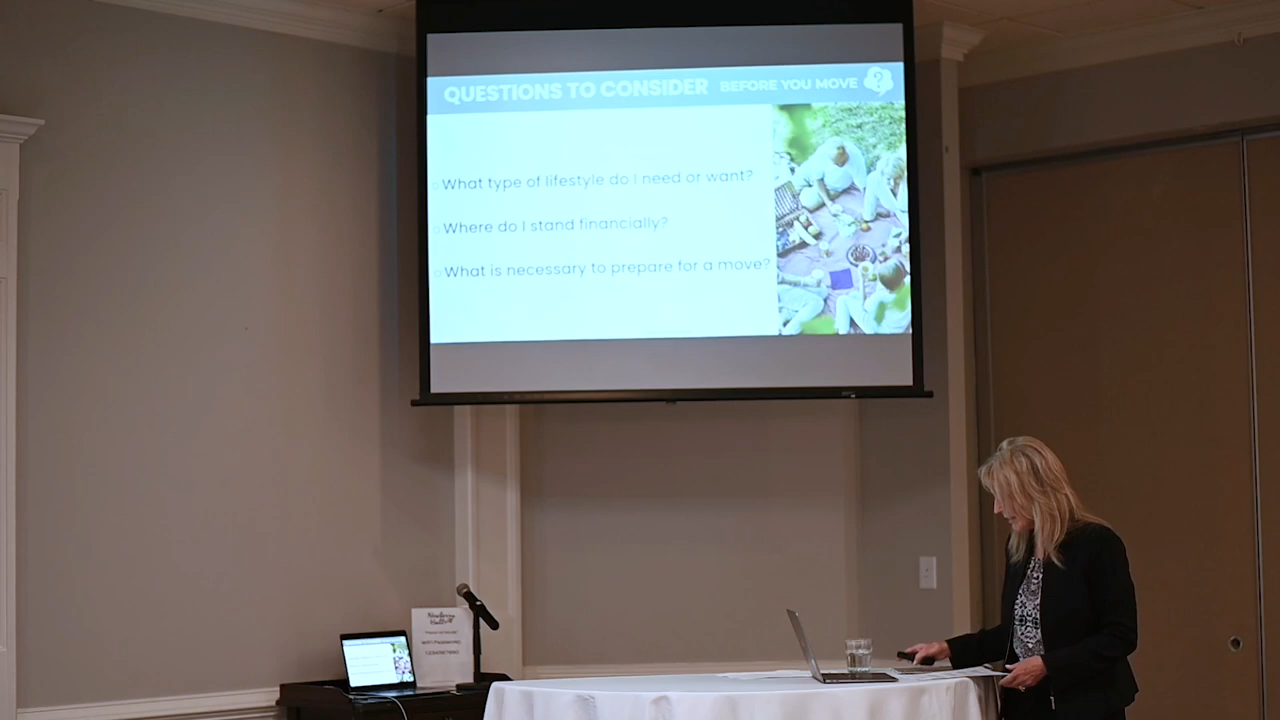 QUESTIONS TO CONSIDER BEFORE YOU MOVE
What type of lifestyle do I need or want?
Where do I stand financially?
What is necessary to prepare for a move?